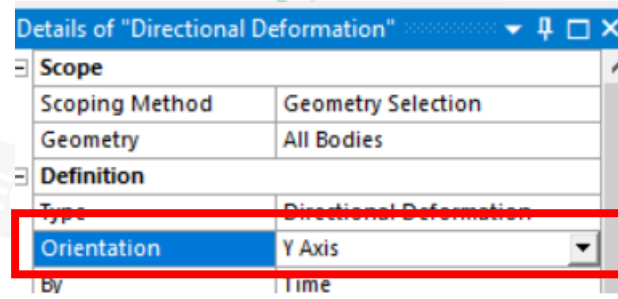 Details of "Directional Deformation"
Scope
Scoping Method Geometry Selection
Geometry All Bodies
Definition
Type Directional Deformation
Orientation Y Axis
By Time